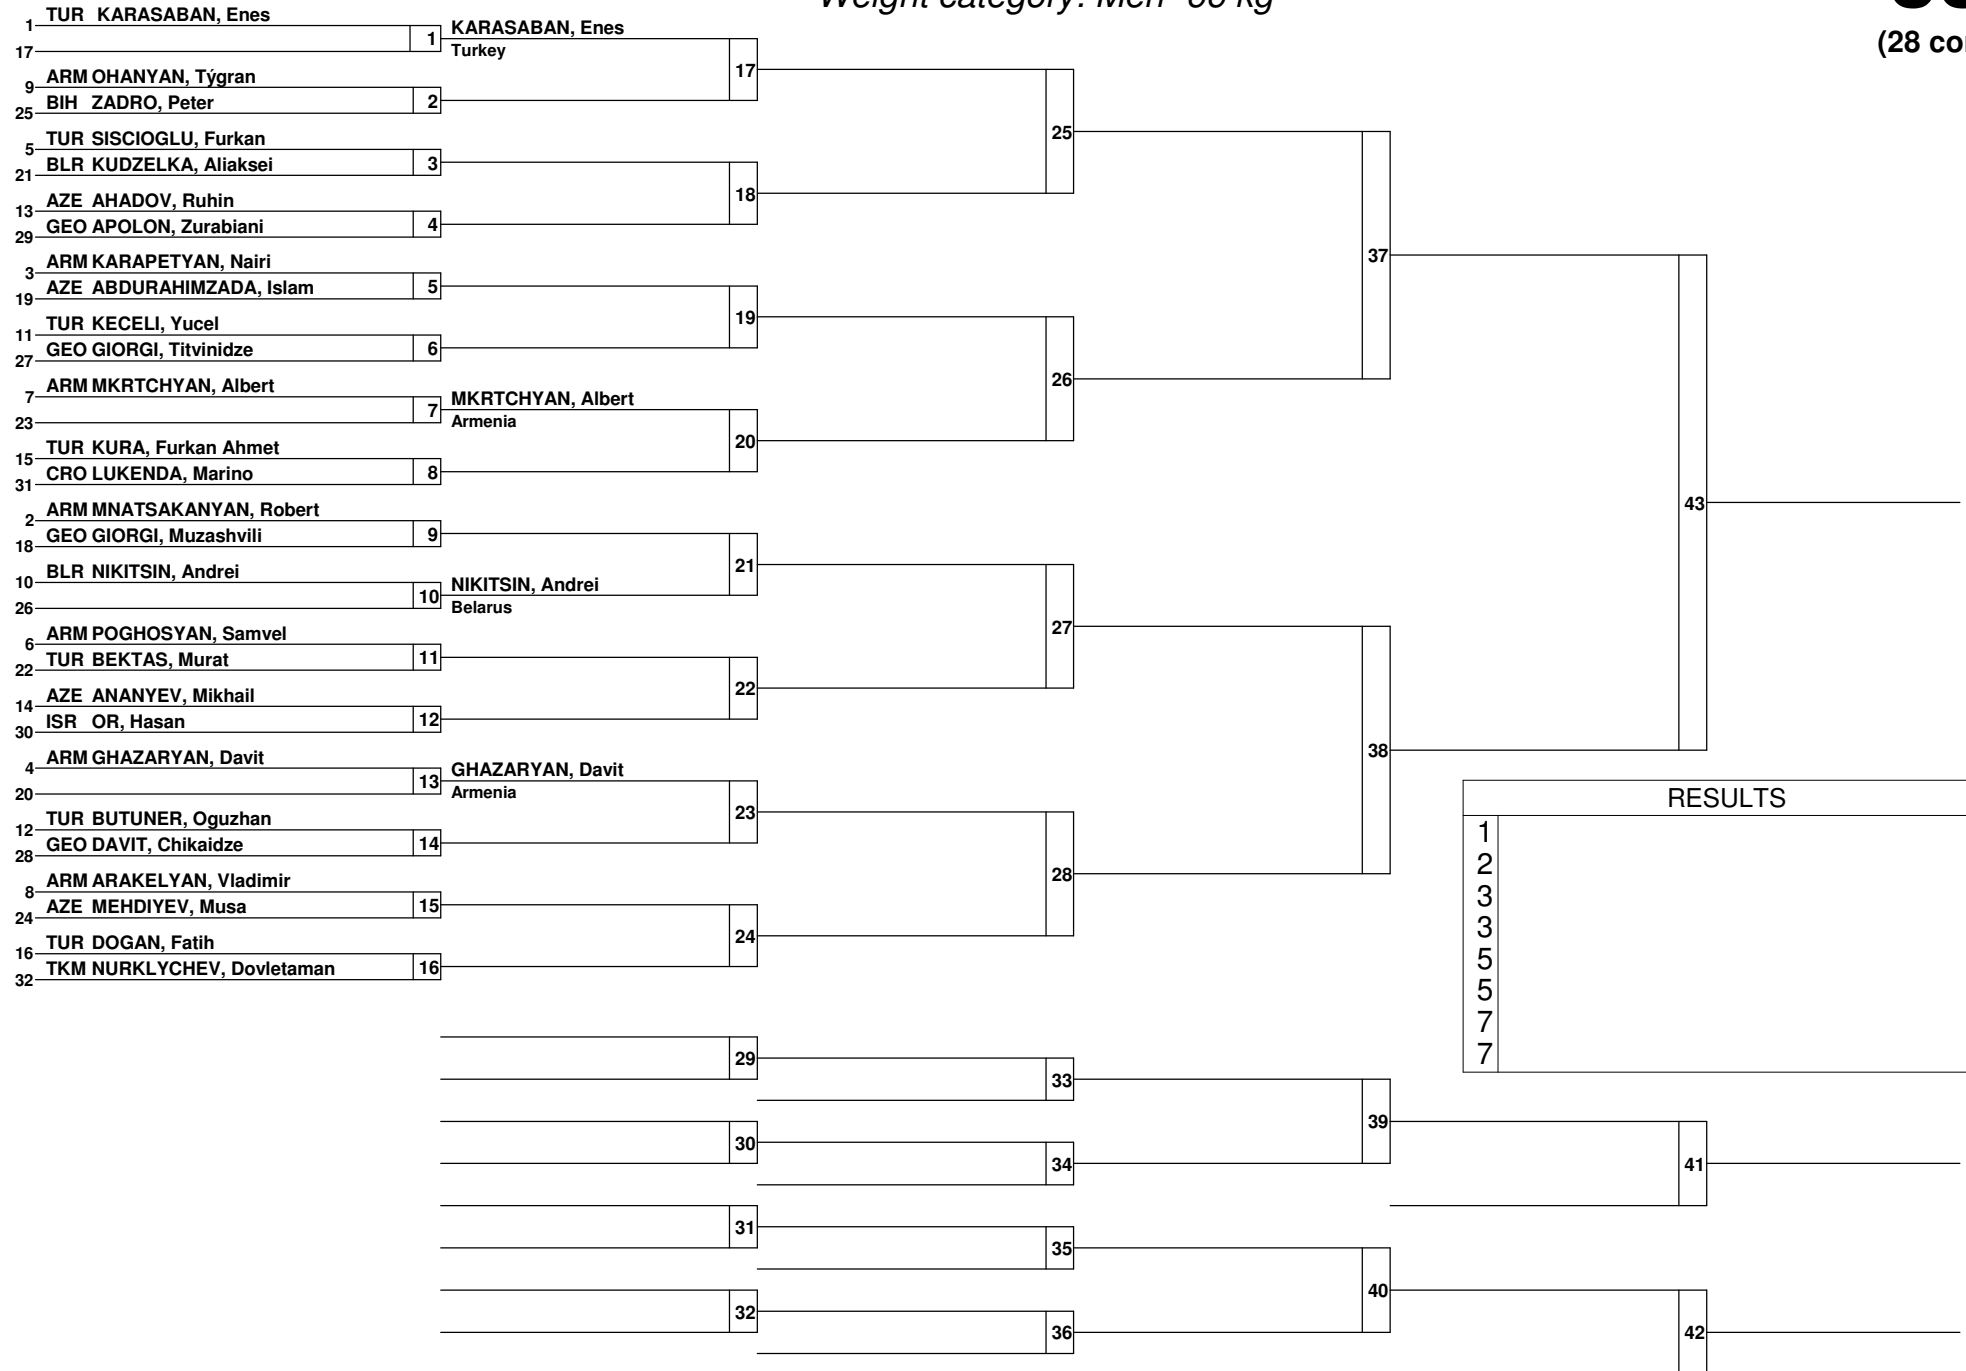 Weight category: Men -66 kg
(28 co
1 TUR KARASABAN, Enes
17
1 KARASABAN, Enes
Turkey
9 ARM OHANYAN, Týgran
25 BIH ZADRO, Peter
2
17
5 TUR SISCIOGLU, Furkan
21 BLR KUDZELKA, Aliaksei
3
13 AZE AHADOV, Ruhin
29 GEO APOLON, Zurabiani
4
18
25
3 ARM KARAPETYAN, Nairi
19 AZE ABDURAHIMZADA, Islam
5
11 TUR KECELI, Yucel
27 GEO GIORGI, Titvinidze
6
19
7 ARM MKRTCHYAN, Albert
23
7 MKRTCHYAN, Albert
Armenia
15 TUR KURA, Furkan Ahmet
31 CRO LUKENDA, Marino
8
20
26
37
2 ARM MNATSAKANYAN, Robert
18 GEO GIORGI, Muzashvili
9
10 BLR NIKITSIN, Andrei
26
10 NIKITSIN, Andrei
Belarus
21
6 ARM POGHOSYAN, Samvel
22 TUR BEKTAS, Murat
11
14 AZE ANANYEV, Mikhail
30 ISR OR, Hasan
12
22
27
4 ARM GHAZARYAN, Davit
20
13 GHAZARYAN, Davit
Armenia
12 TUR BUTUNER, Oguzhan
28 GEO DAVIT, Chikaidze
14
23
8 ARM ARAKELYAN, Vladimir
24 AZE MEHDIYEV, Musa
15
16 TUR DOGAN, Fatih
32 TKM NURKLYCHEV, Dovletaman
16
24
28
38
43
RESULTS
1
2
3
3
5
5
7
7
29
33
30
34
39
41
31
35
32
36
40
42